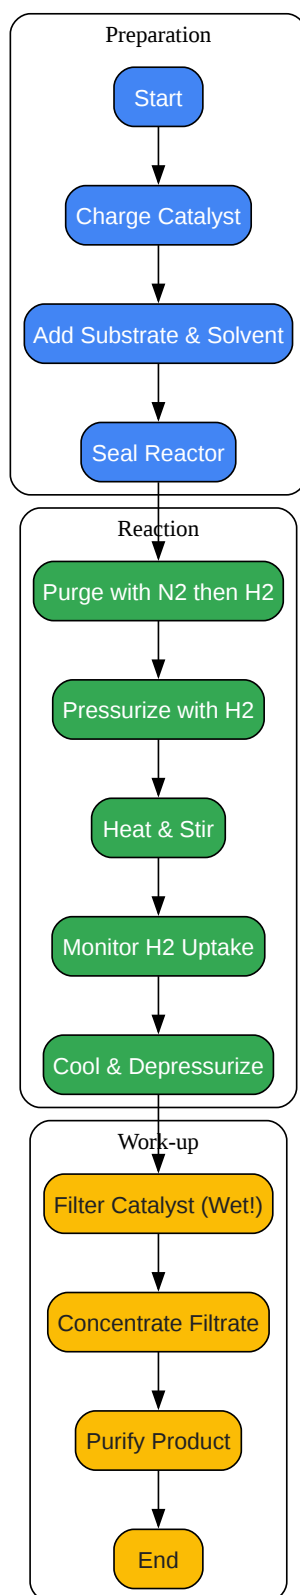 Preparation
Start
Charge Catalyst
Add Substrate & Solvent
Seal Reactor
Reaction
Purge with N2 then H2
Pressurize with H2
Heat & Stir
Monitor H2 Uptake
Cool & Depressurize
Work-up
Filter Catalyst (Wet!)
Concentrate Filtrate
Purify Product
End